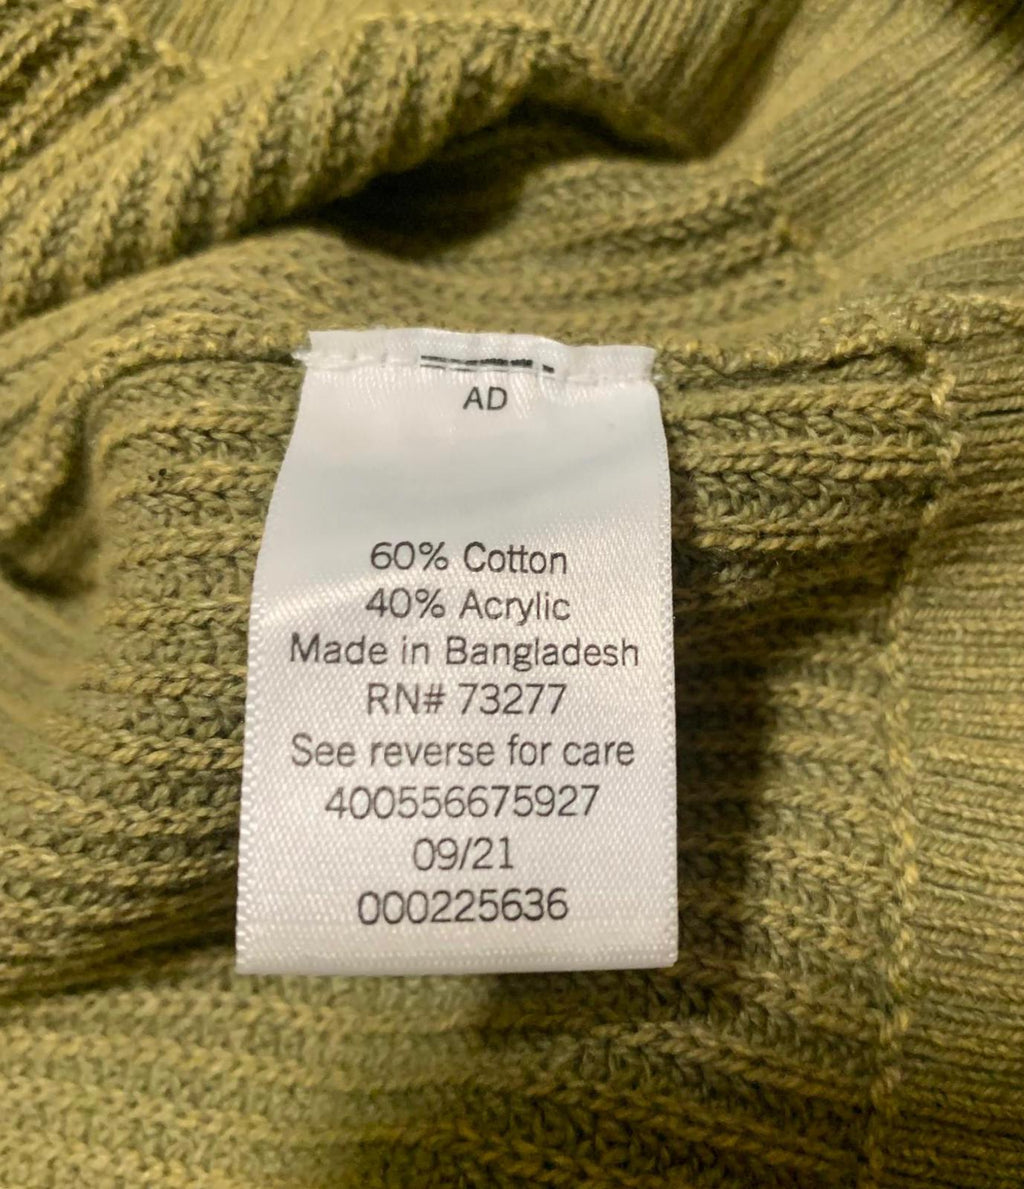 AD
60% Cotton
40% Acrylic
Made in Bangladesh
RN# 73277
See reverse for care
400556675927
09/21
000225636